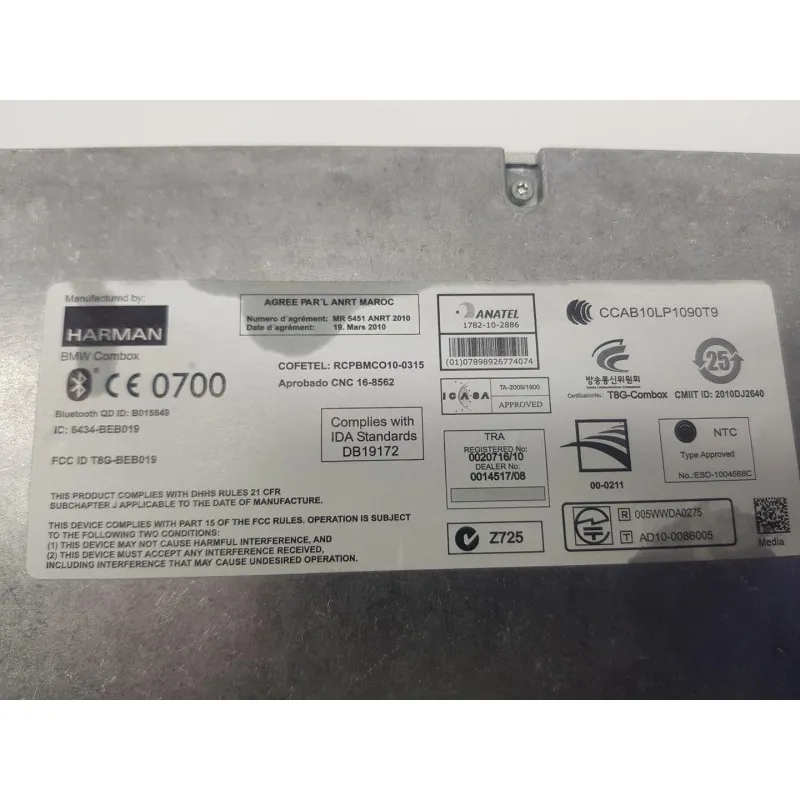 Manufactured by:
HARMAN
BMW Combox
CE 0700
Bluetooth QD ID: B015849
IC: 6434-BEB019
FCC ID T8G-BEB019
THIS PRODUCT COMPLIES WITH DHHS RULES 21 CFR
SUBCHAPTER J APPLICABLE TO THE DATE OF MANUFACTURE.
THIS DEVICE COMPLIES WITH PART 15 OF THE FCC RULES. OPERATION IS SUBJECT
TO THE FOLLOWING TWO CONDITIONS:
(1) THIS DEVICE MAY NOT CAUSE HARMFUL INTERFERENCE, AND
(2) THIS DEVICE MUST ACCEPT ANY INTERFERENCE RECEIVED,
INCLUDING INTERFERENCE THAT MAY CAUSE UNDESIRED OPERATION.
AGREE PAR'L ANRT MAROC
Numero d'agrément: MR 5451 ANRT 2010
Date d'agrément: 19. Mars 2010
COFETEL: RCPBMCO10-0315
Aprobado CNC 16-8562
Complies with
IDA Standards
DB19172
ANATEL
1782-10-2886
(01)07898926774074
ICASA
TA-2009/1900
APPROVED
TRA
REGISTERED No:
0020716/10
DEALER No:
0014517/08
Z725
CCAB10LP1090T9
방송통신위원회
Certification No.: T8G-Combox
25
CMIIT ID: 2010DJ2640
00-0211
NTC
Type Approved
No.:ESD-1004568C
R 005WWDA0275
T AD10-0086005
Media